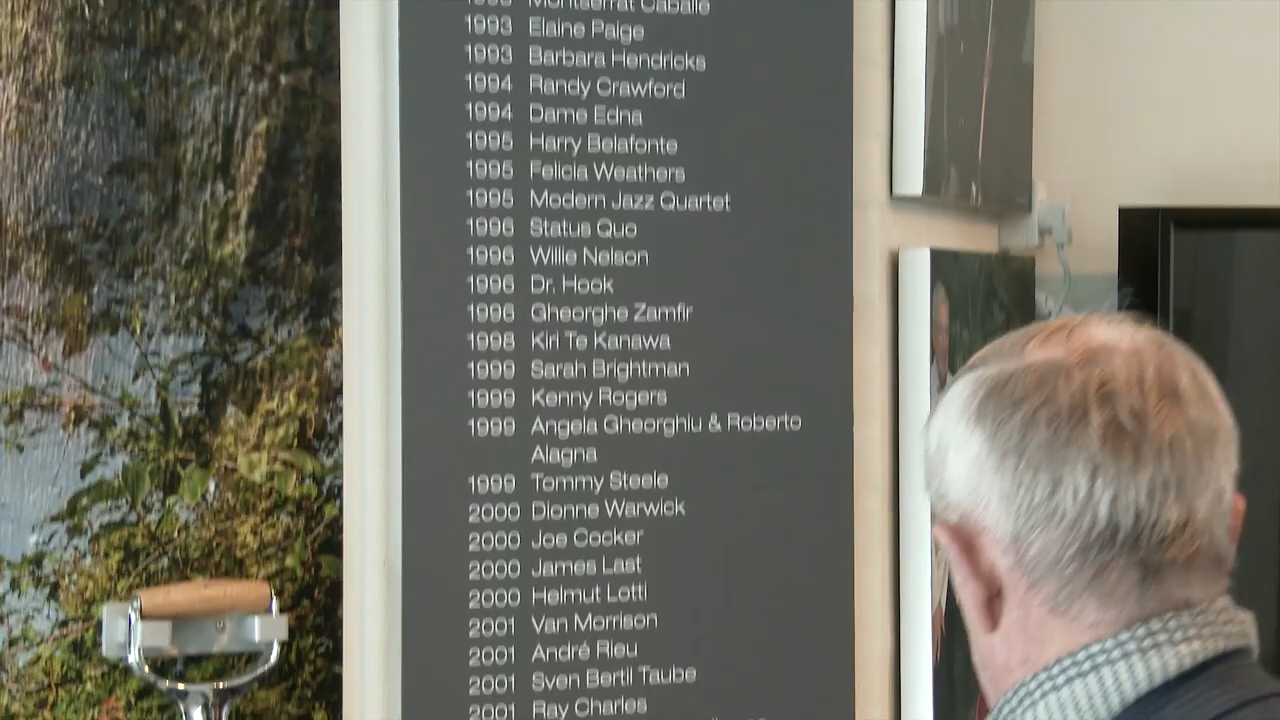 1993 Montserrat Caballé
1993 Elaine Paige
1993 Barbara Hendricks
1994 Randy Crawford
1994 Dame Edna
1995 Harry Belafonte
1995 Felicia Weathers
1995 Modern Jazz Quartet
1996 Status Quo
1996 Willie Nelson
1996 Dr. Hook
1996 Gheorghe Zamfir
1998 Kiri Te Kanawa
1999 Sarah Brightman
1999 Kenny Rogers
1999 Angela Gheorghiu & Roberto
Alagna
1999 Tommy Steele
2000 Dionne Warwick
2000 Joe Cocker
2000 James Last
2000 Helmut Lotti
2001 Van Morrison
2001 André Rieu
2001 Sven Bertil Taube
2001 Ray Charles